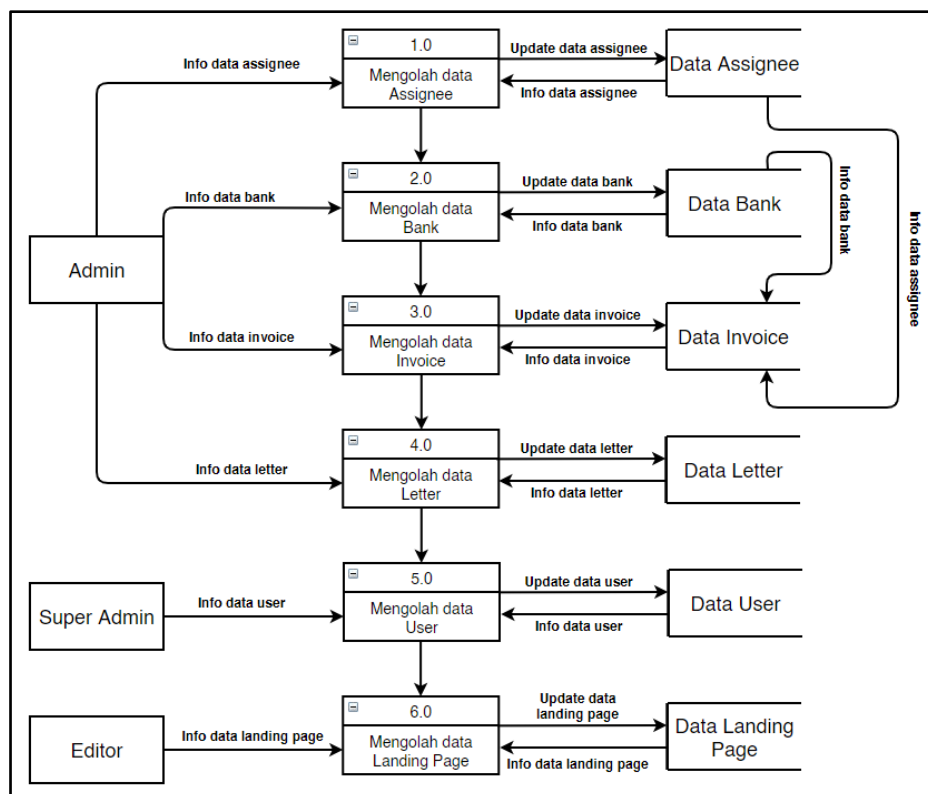 1.0
Mengolah data
Assignee
Info data assignee
Update data assignee
Info data assignee
Data Assignee
2.0
Mengolah data
Bank
Info data bank
Update data bank
Info data bank
Data Bank
Info data bank
Info data assignee
Admin
3.0
Mengolah data
Invoice
Info data invoice
Update data invoice
Info data invoice
Data Invoice
4.0
Mengolah data
Letter
Info data letter
Update data letter
Info data letter
Data Letter
5.0
Mengolah data
User
Super Admin
Info data user
Update data user
Info data user
Data User
6.0
Mengolah data
Landing Page
Editor
Info data landing page
Update data
landing page
Info data landing page
Data Landing
Page